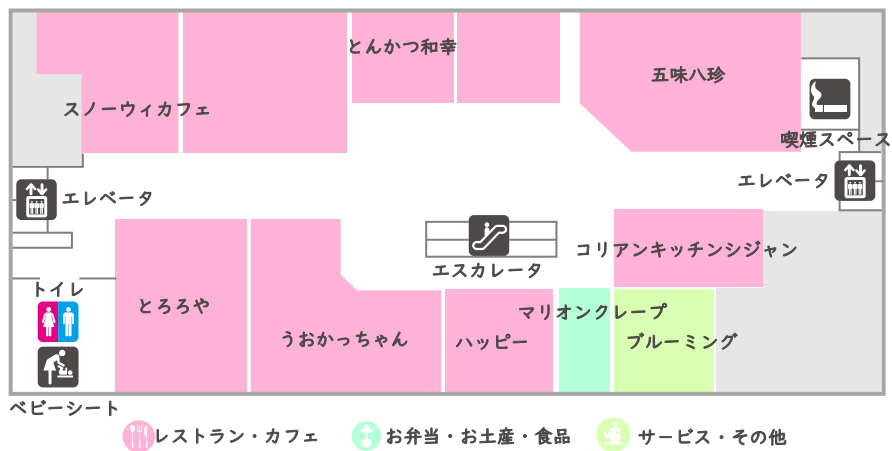 とんかつ和幸
五味八珍
スノーウィカフェ
喫煙スペース
エレベータ
エレベータ
コリアンキッチンシジャン
エスカレータ
トイレ
とろろや
マリオンクレープ
うおかっちゃん
ハッピー
ブルーミング
ベビーシート
レストラン・カフェ
お弁当・お土産・食品
サービス・その他